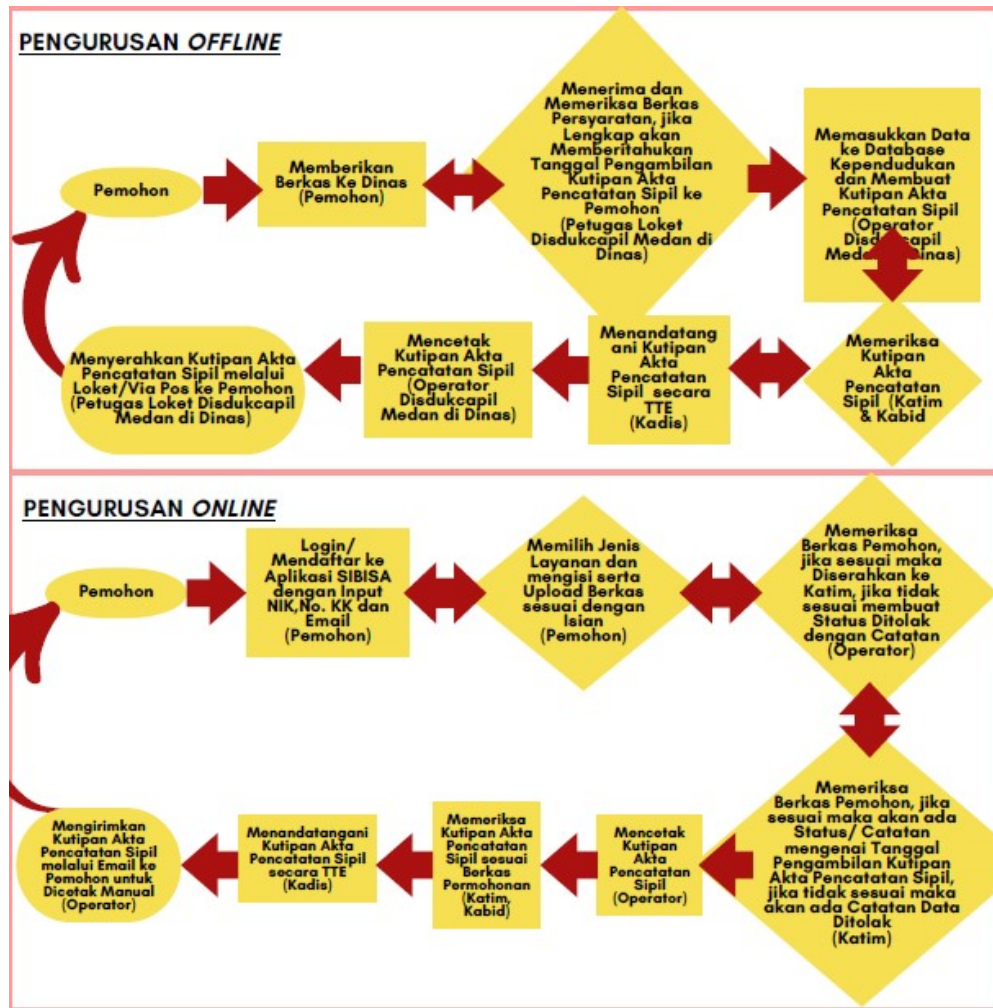 PENGURUSAN OFFLINE
Pemohon
Memberikan
Berkas Ke Dinas
(Pemohon)
Menerima dan
Memeriksa Berkas
Persyaratan, jika
Lengkap akan
Memberitahukan
Tanggal Pengambilan
Kutipan Akta
Pencatatan Sipil ke
Pemohon
(Petugas Loket
Disdukcapil Medan di
Dinas)
Memasukkan Data
ke Database
Kependudukan
dan Membuat
Kutipan Akta
Pencatatan Sipil
(Operator
Disdukcapil
Medan di Dinas)
Memeriksa
Kutipan
Akta
Pencatatan
Sipil (Katim
& Kabid
Menandatang
ani Kutipan
Akta
Pencatatan
Sipil secara
TTE
(Kadis)
Mencetak
Kutipan Akta
Pencatatan Sipil
(Operator
Disdukcapil
Medan di Dinas)
Menyerahkan Kutipan Akta
Pencatatan Sipil melalui
Loket/Via Pos ke Pemohon
(Petugas Loket Disdukcapil
Medan di Dinas)
PENGURUSAN ONLINE
Pemohon
Login/
Mendaftar ke
Aplikasi SIBISA
dengan Input
NIK,No. KK dan
Email
(Pemohon)
Memilih Jenis
Layanan dan
mengisi serta
Upload Berkas
sesuai dengan
Isian
(Pemohon)
Memeriksa
Berkas Pemohon,
jika sesuai maka
Diserahkan ke
Katim, jika tidak
sesuai membuat
Status Ditolak
dengan Catatan
(Operator)
Memeriksa
Berkas Pemohon, jika
sesuai maka akan ada
Status/ Catatan
mengenai Tanggal
Pengambilan Kutipan
Akta Pencatatan Sipil,
jika tidak sesuai maka
akan ada Catatan Data
Ditolak
(Katim)
Mencetak
Kutipan
Akta
Pencatatan
Sipil
(Operator)
Memeriksa
Kutipan Akta
Pencatatan
Sipil sesuai
Berkas
Permohonan
(Katim,
Kabid)
Menandatangani
Kutipan Akta
Pencatatan Sipil
secara TTE
(Kadis)
Mengirimkan
Kutipan Akta
Pencatatan Sipil
melalui Email ke
Pemohon untuk
Dicetak Manual
(Operator)